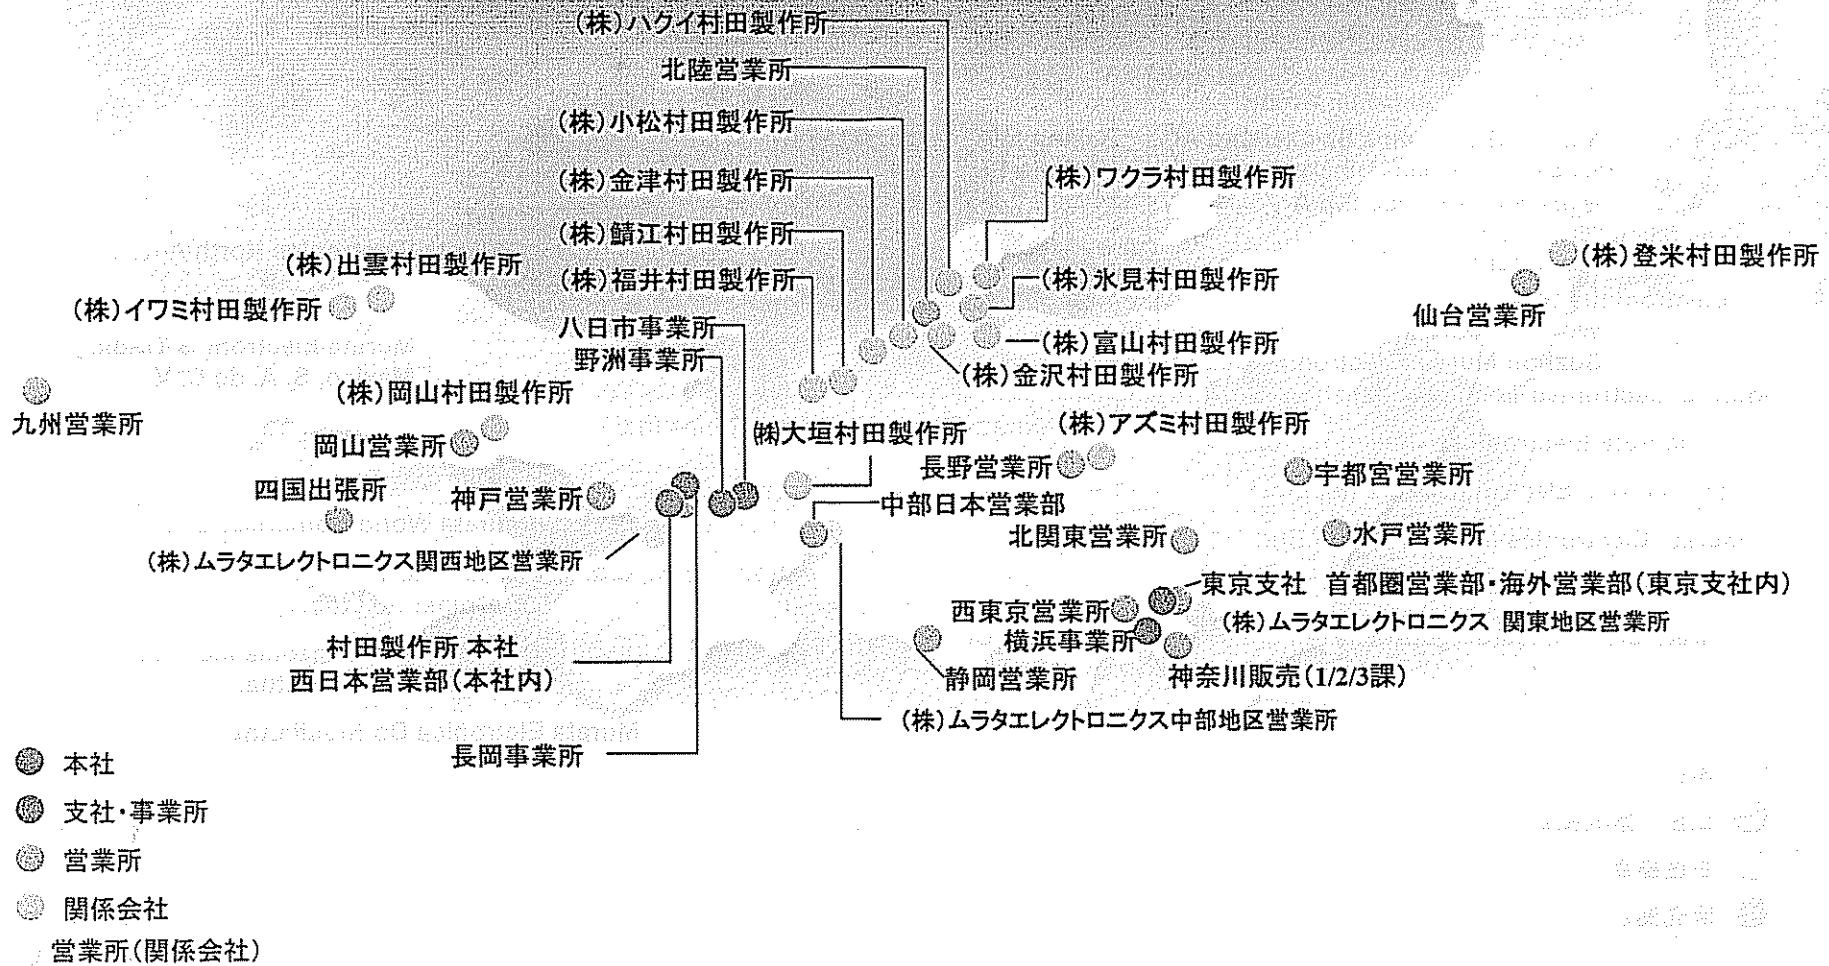 (株)ハクイ村田製作所
北陸営業所
(株)小松村田製作所
(株)金津村田製作所
(株)ワクラ村田製作所
(株)鯖江村田製作所
(株)登米村田製作所
(株)出雲村田製作所
(株)福井村田製作所
(株)氷見村田製作所
(株)イワミ村田製作所
仙台営業所
八日市事業所
(株)富山村田製作所
野洲事業所
(株)金沢村田製作所
(株)岡山村田製作所
九州営業所
㈱大垣村田製作所
(株)アズミ村田製作所
岡山営業所
長野営業所
宇都宮営業所
四国出張所
神戸営業所
中部日本営業部
北関東営業所
水戸営業所
(株)ムラタエレクトロニクス関西地区営業所
東京支社 首都圏営業部・海外営業部(東京支社内)
西東京営業所
(株)ムラタエレクトロニクス 関東地区営業所
横浜事業所
村田製作所 本社
西日本営業部(本社内)
静岡営業所
神奈川販売(1/2/3課)
(株)ムラタエレクトロニクス中部地区営業所
長岡事業所
本社
支社・事業所
営業所
関係会社
営業所(関係会社)
Murata Eletronica Do Brasil Ltda.